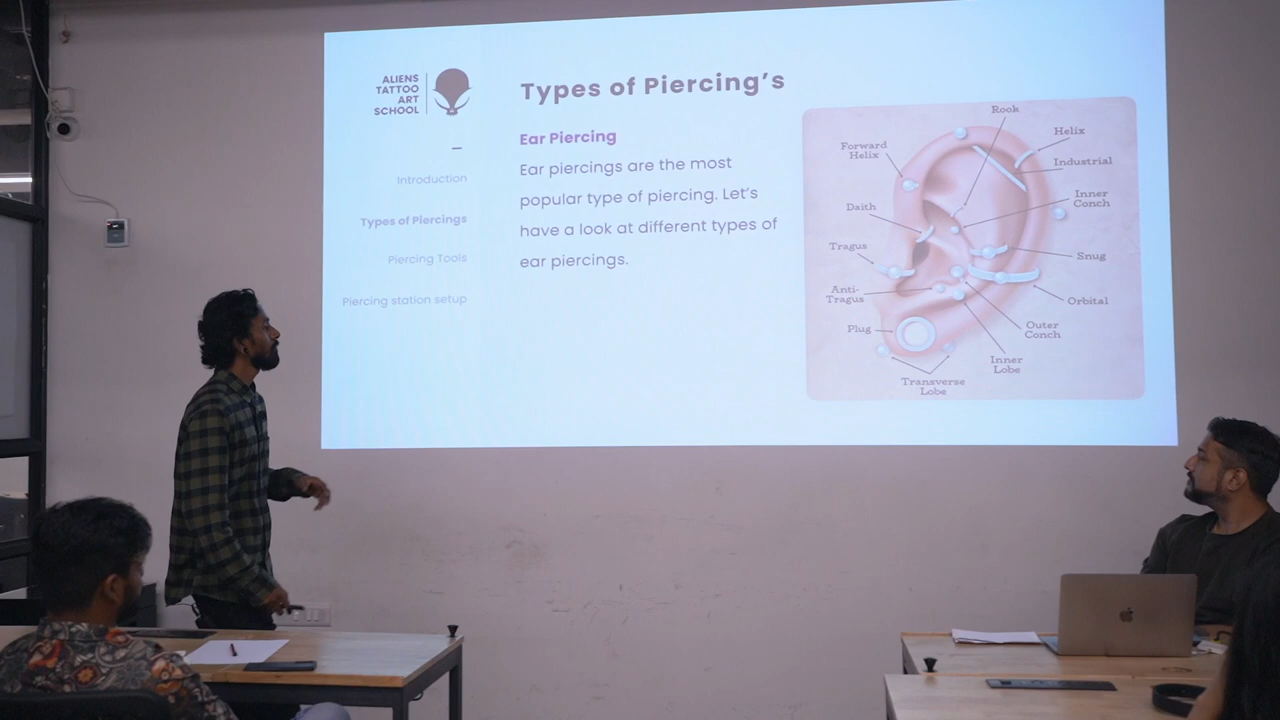 ALIENS
TATTOO
ART
SCHOOL
Introduction
Types of Piercings
Piercing Tools
Piercing station setup
Types of Piercing's
Ear Piercing
Ear piercings are the most
popular type of piercing. Let's
have a look at different types of
ear piercings.
Rook
Helix
Forward
Helix
Industrial
Inner
Conch
Daith
Tragus
Snug
Anti-
Tragus
Orbital
Plug
Outer
Conch
Inner
Lobe
Transverse
Lobe